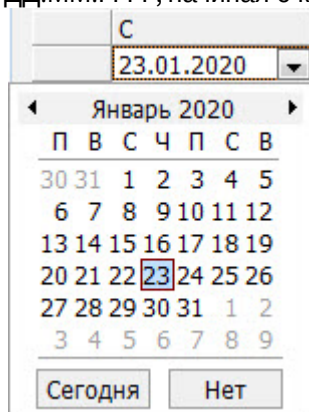 С
23.01.2020
Январь 2020
П В С Ч П С В
30 31 1 2 3 4 5
6 7 8 9 10 11 12
13 14 15 16 17 18 19
20 21 22 23 24 25 26
27 28 29 30 31 1 2
3 4 5 6 7 8 9
Сегодня Нет